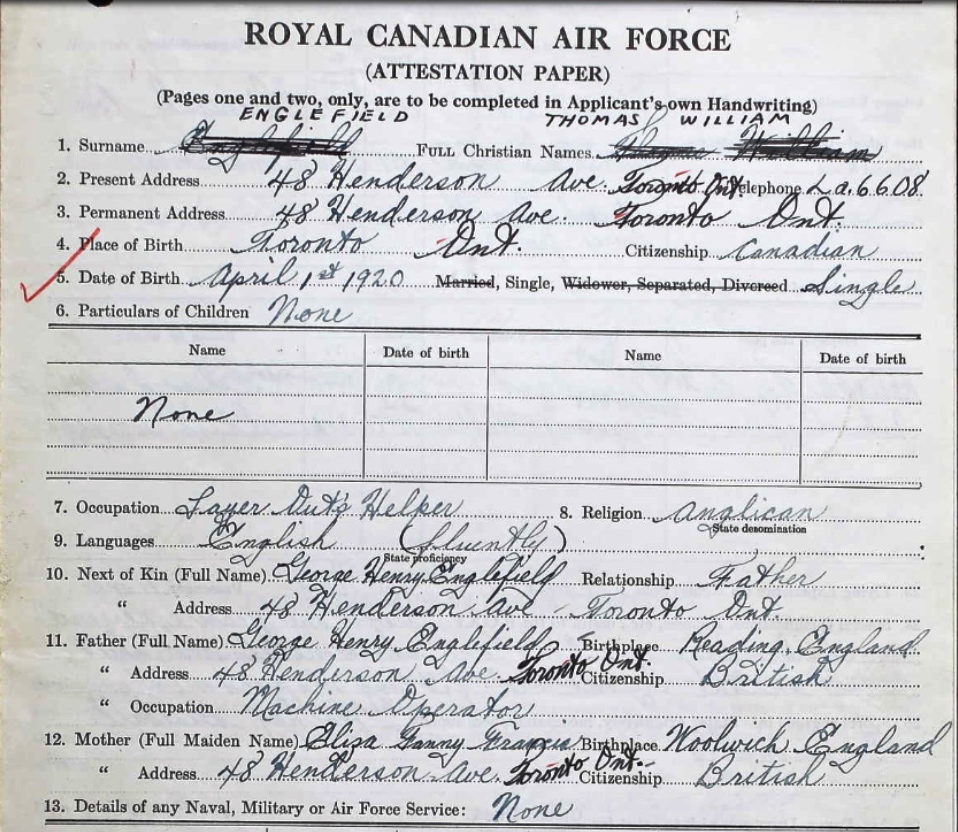 ROYAL CANADIAN AIR FORCE
(ATTESTATION PAPER)
(Pages one and two, only, are to be completed in Applicant's own Handwriting)
ENGLEFIELD THOMAS WILLIAM
1. Surname Englefield FULL Christian Names Thomas William
2. Present Address 48 Henderson Ave. Toronto Ont. Telephone La. 6608.
3. Permanent Address 48 Henderson Ave. Toronto Ont.
4. Place of Birth Toronto Ont. Citizenship Canadian
5. Date of Birth April 1st 1920 Married, Single, Widower, Separated, Divorced Single
6. Particulars of Children None
Name Date of birth Name Date of birth
None
7. Occupation Layer Out's Helper 8. Religion Anglican
State denomination
9. Languages English (fluently)
State proficiency
10. Next of Kin (Full Name) George Henry Englefield Relationship Father
" Address 48 Henderson Ave Toronto Ont.
11. Father (Full Name) George Henry Englefield Birthplace Reading, England
" Address 48 Henderson Ave. Toronto Ont. Citizenship British
" Occupation Machine Operator
12. Mother (Full Maiden Name) Eliza Fanny Francis Birthplace Woolwich England
" Address 48 Henderson Ave. Toronto Ont. Citizenship British
13. Details of any Naval, Military or Air Force Service: None